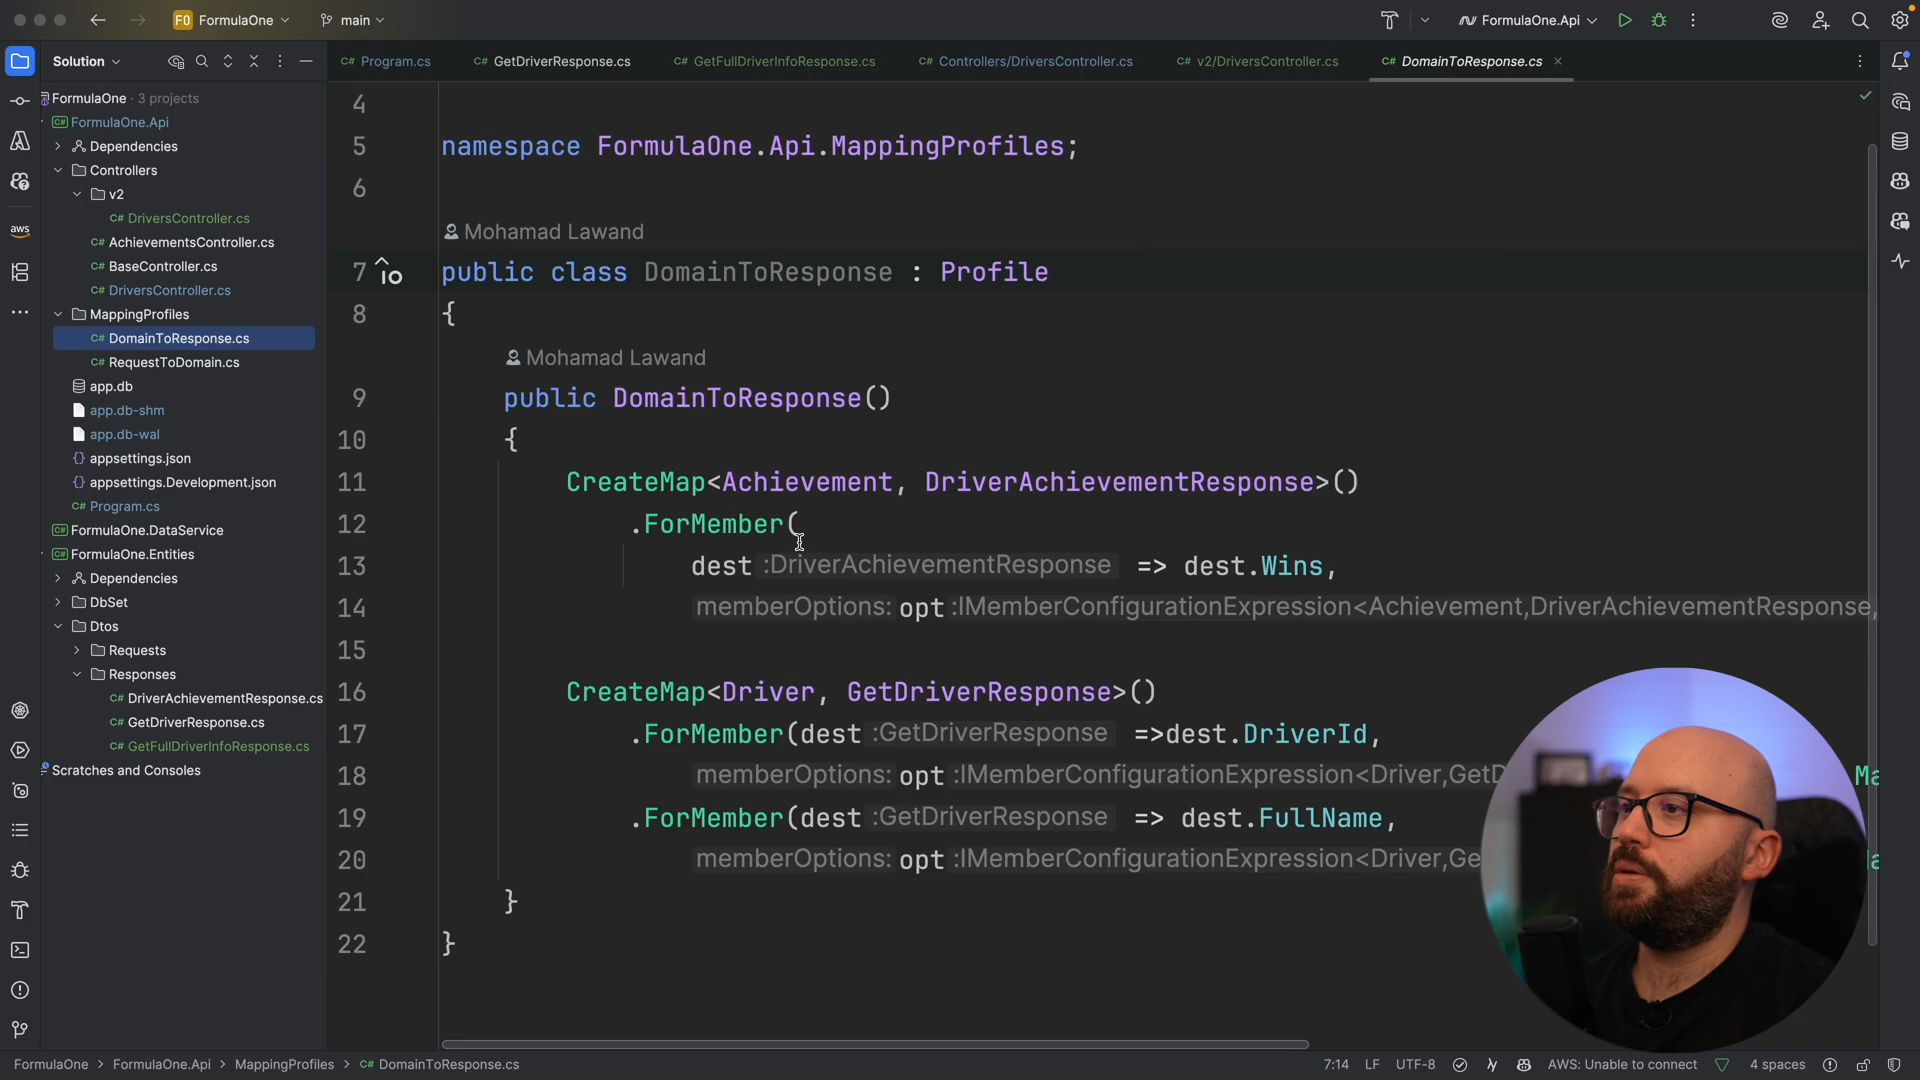 FO FormulaOne main FormulaOne.Api
Solution
Program.cs GetDriverResponse.cs GetFullDriverInfoResponse.cs Controllers/DriversController.cs v2/DriversController.cs DomainToResponse.cs
FormulaOne · 3 projects
FormulaOne.Api
Dependencies
Controllers
v2
C# DriversController.cs
C# AchievementsController.cs
C# BaseController.cs
C# DriversController.cs
MappingProfiles
C# DomainToResponse.cs
C# RequestToDomain.cs
app.db
app.db-shm
app.db-wal
{} appsettings.json
{} appsettings.Development.json
C# Program.cs
C# FormulaOne.DataService
C# FormulaOne.Entities
Dependencies
DbSet
Dtos
Requests
Responses
C# DriverAchievementResponse.cs
C# GetDriverResponse.cs
C# GetFullDriverInfoResponse.cs
Scratches and Consoles
aws
4
5 namespace FormulaOne.Api.MappingProfiles;
6
Mohamad Lawand
7 public class DomainToResponse : Profile
8 {
Mohamad Lawand
9 public DomainToResponse()
10 {
11 CreateMap<Achievement, DriverAchievementResponse>()
12 .ForMember(
13 dest :DriverAchievementResponse => dest.Wins,
14 memberOptions: opt :IMemberConfigurationExpression<Achievement,DriverAchievementResponse,
15
16 CreateMap<Driver, GetDriverResponse>()
17 .ForMember(dest :GetDriverResponse =>dest.DriverId,
18 memberOptions: opt :IMemberConfigurationExpression<Driver,GetD Ma
19 .ForMember(dest :GetDriverResponse => dest.FullName,
20 memberOptions: opt :IMemberConfigurationExpression<Driver,Ge
21 }
22 }
FormulaOne > FormulaOne.Api > MappingProfiles > C# DomainToResponse.cs 7:14 LF UTF-8 AWS: Unable to connect 4 spaces